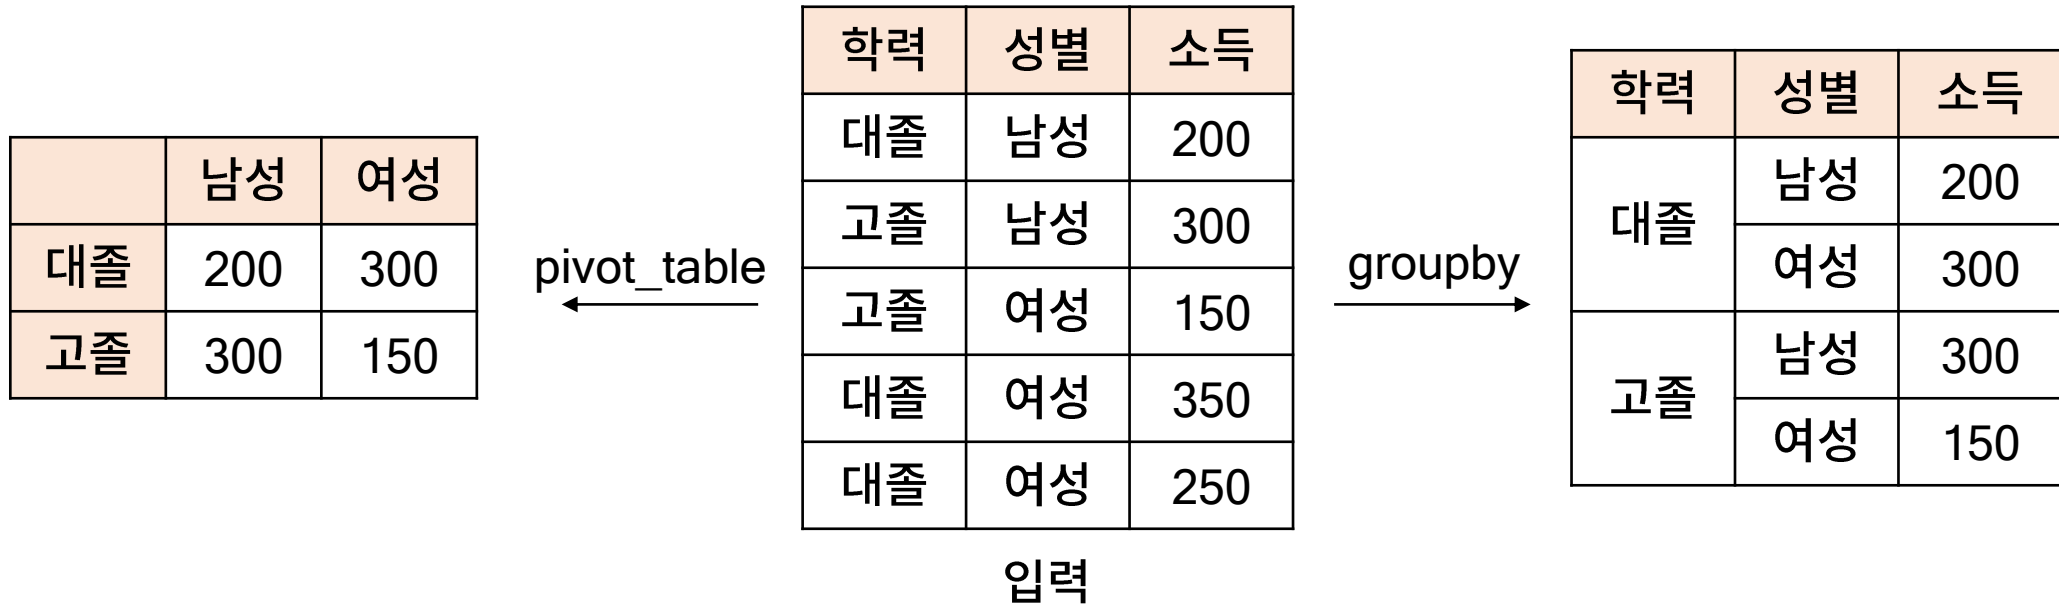 남성 여성
대졸 200 300
고졸 300 150
pivot_table
학력 성별 소득
대졸 남성 200
고졸 남성 300
고졸 여성 150
대졸 여성 350
대졸 여성 250
입력
groupby
학력 성별 소득
대졸 남성 200
여성 300
고졸 남성 300
여성 150